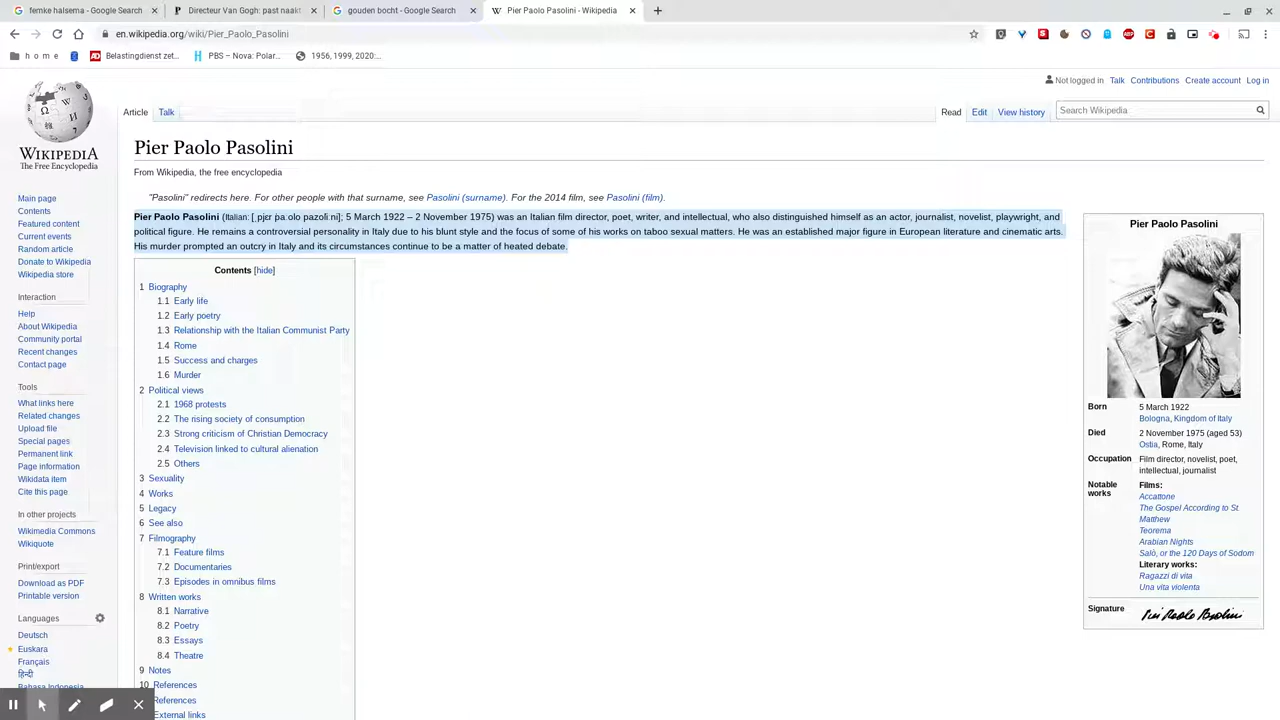 femke halsema - Google Search
Directeur Van Gogh: past naakt
gouden bocht - Google Search
Pier Paolo Pasolini - Wikipedia
en.wikipedia.org/wiki/Pier_Paolo_Pasolini
h o m e
Belastingdienst zet...
PBS – Nova: Polar...
1956, 1999, 2020:...
Not logged in Talk Contributions Create account Log in
Article Talk
Read Edit View history
Search Wikipedia
WIKIPEDIA
The Free Encyclopedia
Main page
Contents
Featured content
Current events
Random article
Donate to Wikipedia
Wikipedia store
Interaction
Help
About Wikipedia
Community portal
Recent changes
Contact page
Tools
What links here
Related changes
Upload file
Special pages
Permanent link
Page information
Wikidata item
Cite this page
In other projects
Wikimedia Commons
Wikiquote
Print/export
Download as PDF
Printable version
Languages
Deutsch
Euskara
Français
हिन्दी
Bahasa Indonesia
Pier Paolo Pasolini
From Wikipedia, the free encyclopedia
"Pasolini" redirects here. For other people with that surname, see Pasolini (surname). For the 2014 film, see Pasolini (film).
Pier Paolo Pasolini (Italian: [ˌpjɛr ˈpaːolo pazoˈliːni]; 5 March 1922 – 2 November 1975) was an Italian film director, poet, writer, and intellectual, who also distinguished himself as an actor, journalist, novelist, playwright, and
political figure. He remains a controversial personality in Italy due to his blunt style and the focus of some of his works on taboo sexual matters. He was an established major figure in European literature and cinematic arts.
His murder prompted an outcry in Italy and its circumstances continue to be a matter of heated debate.
Contents [hide]
1 Biography
1.1 Early life
1.2 Early poetry
1.3 Relationship with the Italian Communist Party
1.4 Rome
1.5 Success and charges
1.6 Murder
2 Political views
2.1 1968 protests
2.2 The rising society of consumption
2.3 Strong criticism of Christian Democracy
2.4 Television linked to cultural alienation
2.5 Others
3 Sexuality
4 Works
5 Legacy
6 See also
7 Filmography
7.1 Feature films
7.2 Documentaries
7.3 Episodes in omnibus films
8 Written works
8.1 Narrative
8.2 Poetry
8.3 Essays
8.4 Theatre
9 Notes
10 References
References
External links
Pier Paolo Pasolini
Born 5 March 1922
Bologna, Kingdom of Italy
Died 2 November 1975 (aged 53)
Ostia, Rome, Italy
Occupation Film director, novelist, poet,
intellectual, journalist
Notable works Films:
Accattone
The Gospel According to St.
Matthew
Teorema
Arabian Nights
Salò, or the 120 Days of Sodom
Literary works:
Ragazzi di vita
Una vita violenta
Signature Pier Paolo Pasolini